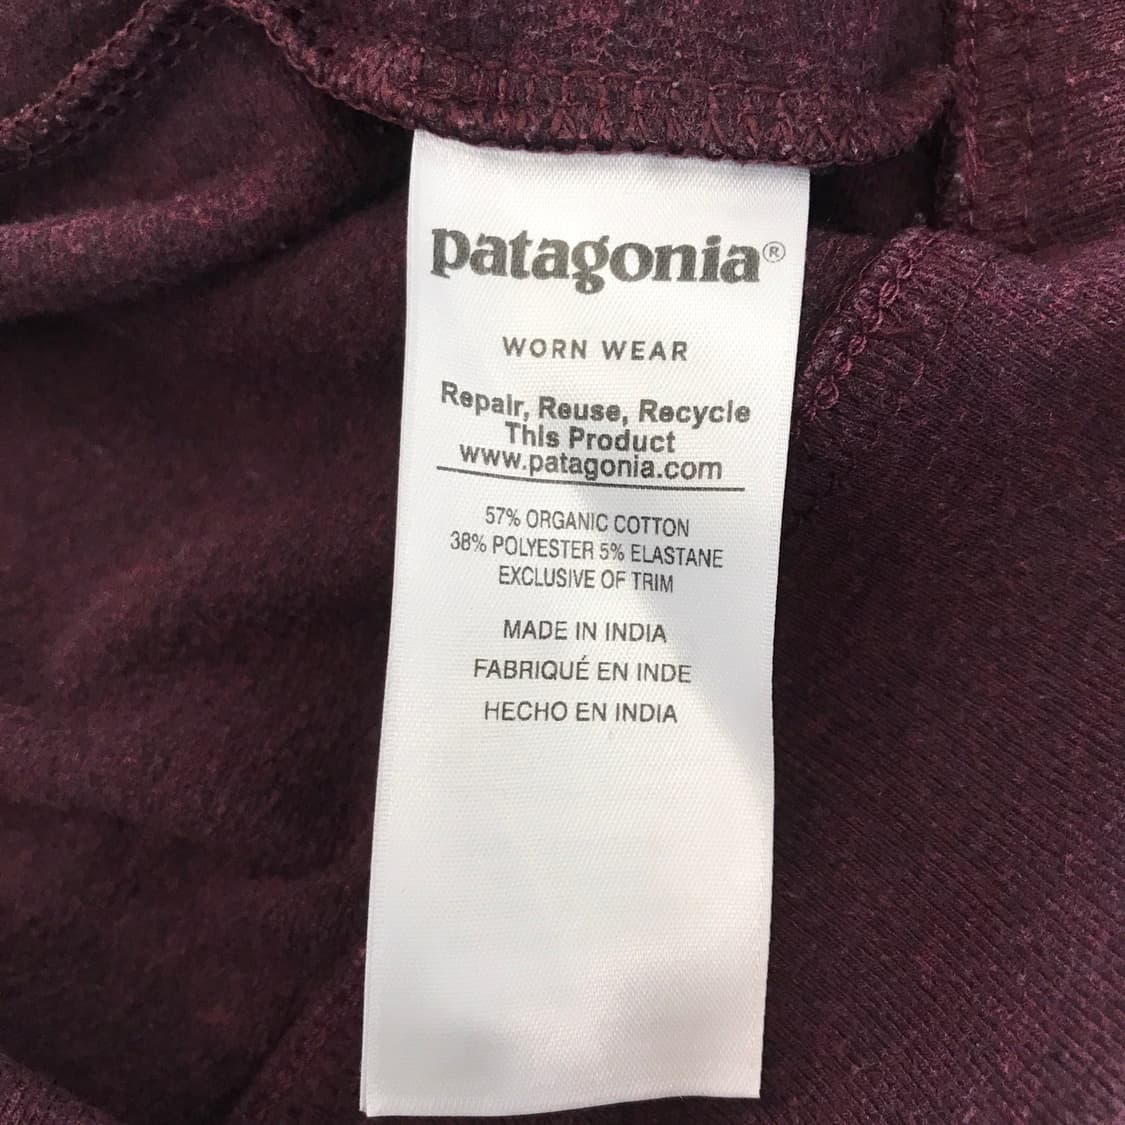 patagonia®
WORN WEAR
Repair, Reuse, Recycle
This Product
www.patagonia.com
57% ORGANIC COTTON
38% POLYESTER 5% ELASTANE
EXCLUSIVE OF TRIM
MADE IN INDIA
FABRIQUÉ EN INDE
HECHO EN INDIA